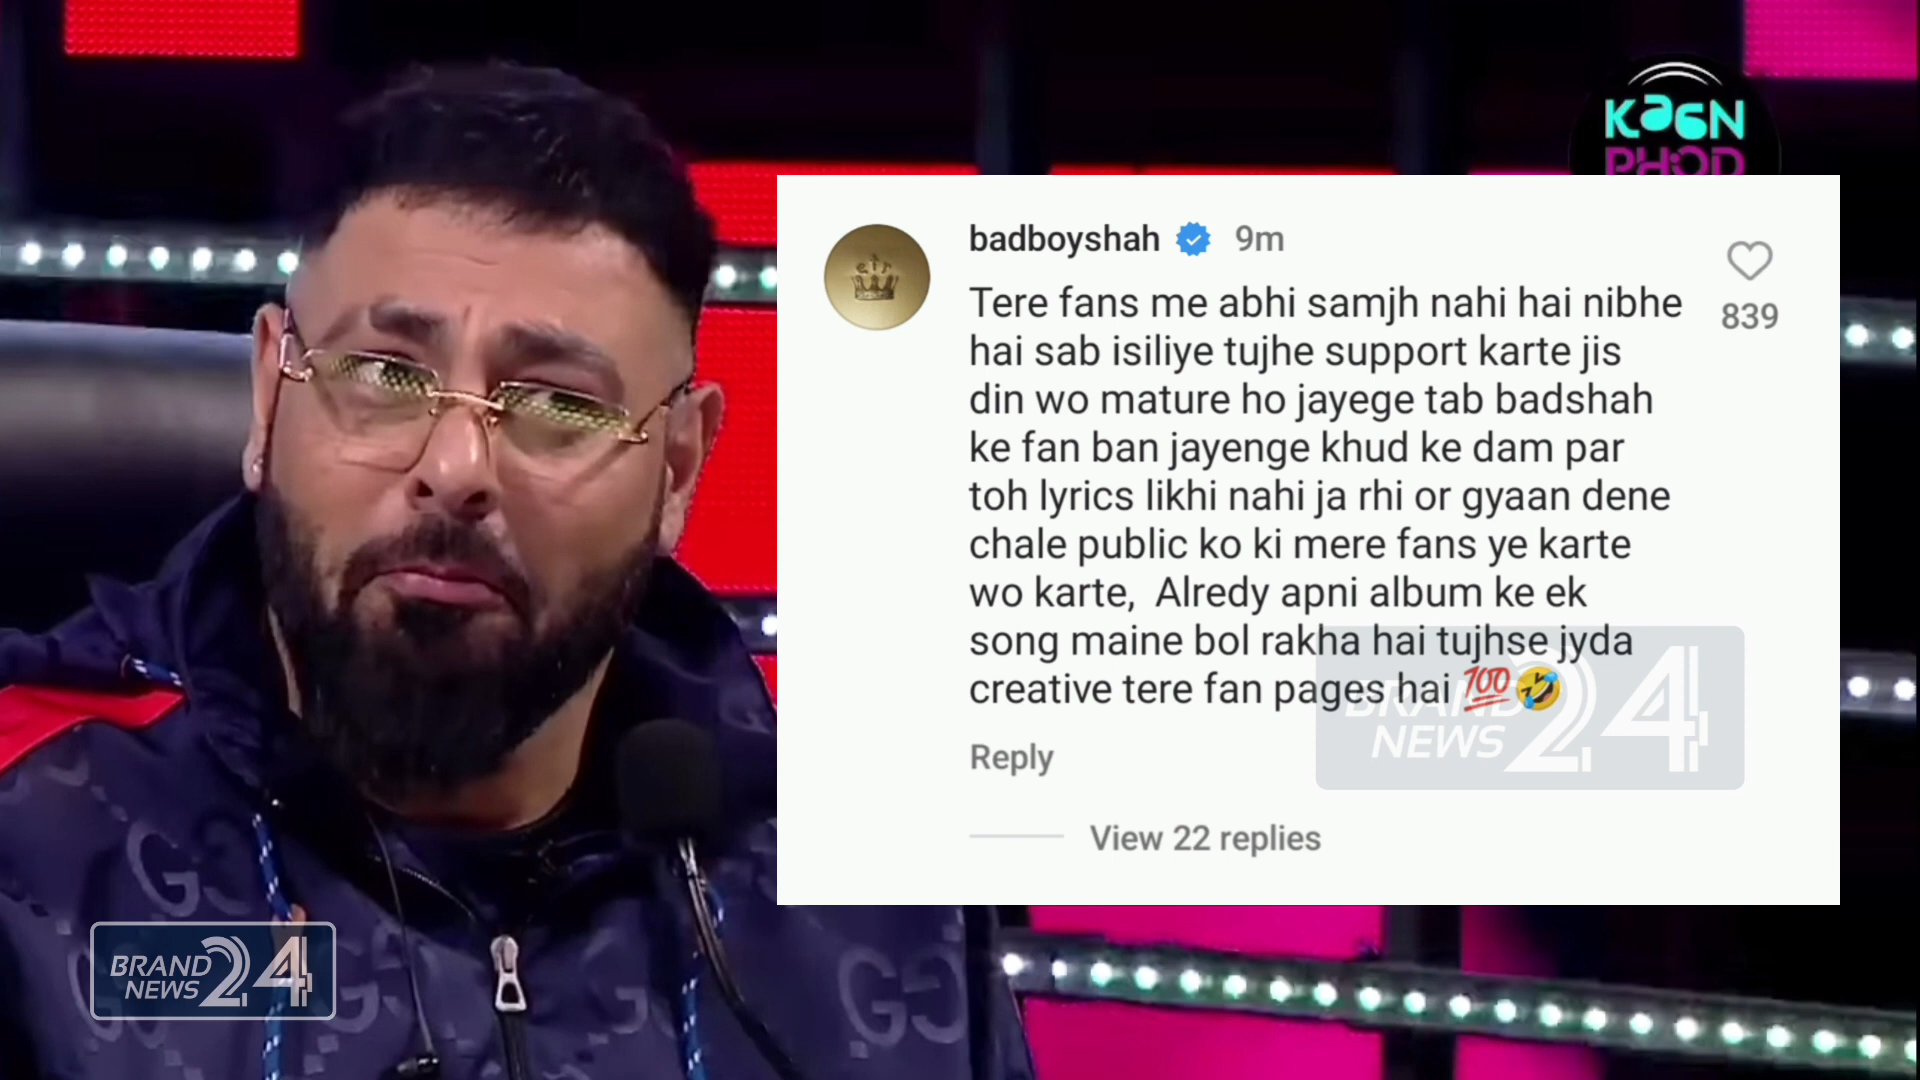 KaaN
PHOD
badboyshah 9m
Tere fans me abhi samjh nahi hai nibhe
hai sab isiliye tujhe support karte jis
din wo mature ho jayege tab badshah
ke fan ban jayenge khud ke dam par
toh lyrics likhi nahi ja rhi or gyaan dene
chale public ko ki mere fans ye karte
wo karte, Alredy apni album ke ek
song maine bol rakha hai tujhse jyda
creative tere fan pages hai 💯🤣
839
Reply
View 22 replies
BRAND
NEWS 24
BRAND
NEWS 24